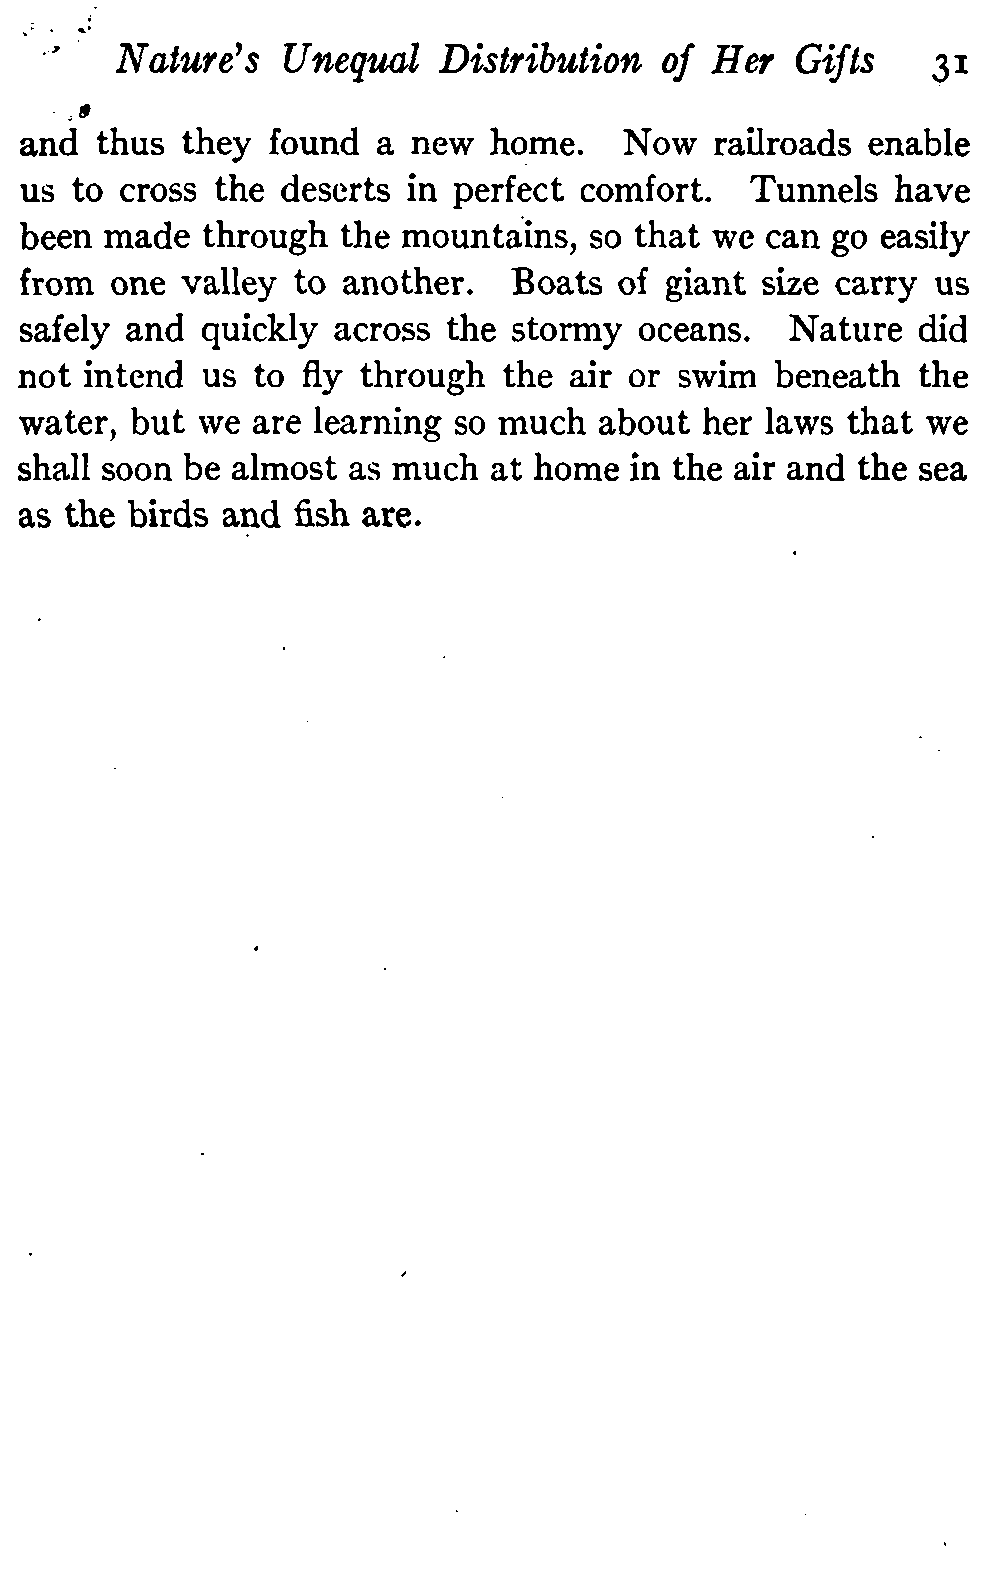 Nature's Unequal Distribution of Her Gifts 31
and thus they found a new home. Now railroads enable
us to cross the deserts in perfect comfort. Tunnels have
been made through the mountains, so that we can go easily
from one valley to another. Boats of giant size carry us
safely and quickly across the stormy oceans. Nature did
not intend us to fly through the air or swim beneath the
water, but we are learning so much about her laws that we
shall soon be almost as much at home in the air and the sea
as the birds and fish are.